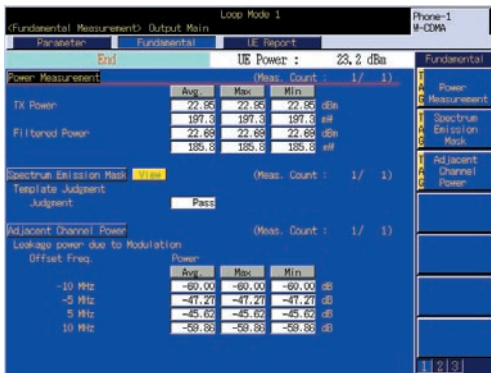 Loop Mode 1
Phone-1
W-CDMA
<Fundamental Measurement> Output Main
Parameter Fundamental UE Report
End UE Power : 23.2 dBm
Fundamental
Power Measurement (Meas. Count : 1/ 1)
Avg. Max Min
TX Power 22.95 22.95 22.95 dBm
197.3 197.3 197.3 mW
Filtered Power 22.69 22.69 22.69 dBm
185.8 185.8 185.8 mW
Spectrum Emission Mask View (Meas. Count : 1/ 1)
Template Judgment
Judgment Pass
Adjacent Channel Power (Meas. Count : 1/ 1)
Leakage power due to Modulation
Offset Freq. Power
Avg. Max Min
-10 MHz -60.00 -60.00 -60.00 dB
-5 MHz -47.27 -47.27 -47.27 dB
5 MHz -45.62 -45.62 -45.62 dB
10 MHz -59.86 -59.86 -59.86 dB
TAG Power Measurement
TAG Spectrum Emission Mask
TAG Adjacent Channel Power
1 2 3